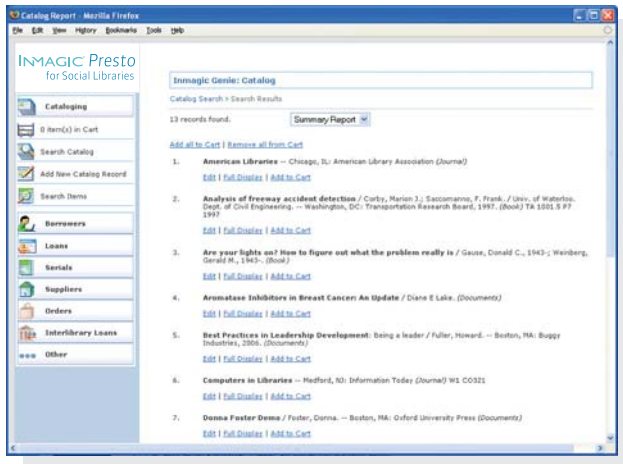 Catalog Report - Mozilla Firefox
File Edit View History Bookmarks Tools Help
INMAGIC Presto
for Social Libraries
Cataloging
0 item(s) in Cart
Search Catalog
Add New Catalog Record
Search Items
Borrowers
Loans
Serials
Suppliers
Orders
Interlibrary Loans
Other
Inmagic Genie: Catalog
Catalog Search > Search Results
13 records found.
Summary Report
Add all to Cart | Remove all from Cart
1. American Libraries -- Chicago, IL: American Library Association (Journal)
Edit | Full Display | Add to Cart
2. Analysis of freeway accident detection / Corby, Marion J.; Saccomanno, F. Frank. / Univ. of Waterloo.
Dept. of Civil Engineering. -- Washington, DC: Transportation Research Board, 1997. (Book) TA 1001.5 P7
1997
Edit | Full Display | Add to Cart
3. Are your lights on? How to figure out what the problem really is / Gause, Donald C., 1943-; Weinberg,
Gerald M., 1943-. (Book)
Edit | Full Display | Add to Cart
4. Aromatase Inhibitors in Breast Cancer: An Update / Diane E Lake. (Documents)
Edit | Full Display | Add to Cart
5. Best Practices in Leadership Development: Being a leader / Fuller, Howard. -- Boston, MA: Buggy
Industries, 2006. (Documents)
Edit | Full Display | Add to Cart
6. Computers in Libraries -- Medford, NJ: Information Today (Journal) W1 CO321
Edit | Full Display | Add to Cart
7. Donna Foster Demo / Foster, Donna. -- Boston, MA: Oxford University Press (Documents)
Edit | Full Display | Add to Cart